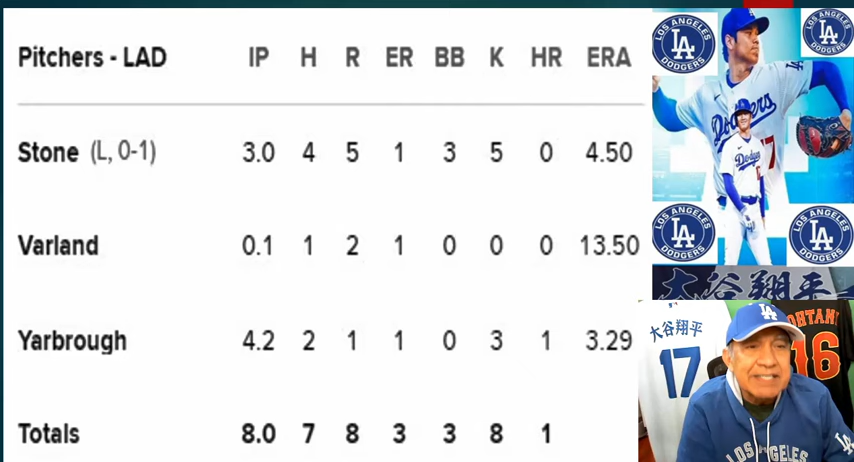 Pitchers - LAD IP H R ER BB K HR ERA
Stone (L, 0-1) 3.0 4 5 1 3 5 0 4.50
Varland 0.1 1 2 1 0 0 0 13.50
Yarbrough 4.2 2 1 1 0 3 1 3.29
Totals 8.0 7 8 3 3 8 1
LOS ANGELES
LA
DODGERS
LOS ANGELES
LA
DODGERS
LA
Dodgers
7
Dodgers
LOS ANGELES
LA
DODGERS
LOS ANGELES
LA
DODGERS
大谷翔平
大谷翔平
17
OHTANI
16
LA
LOS ANGELES
LA